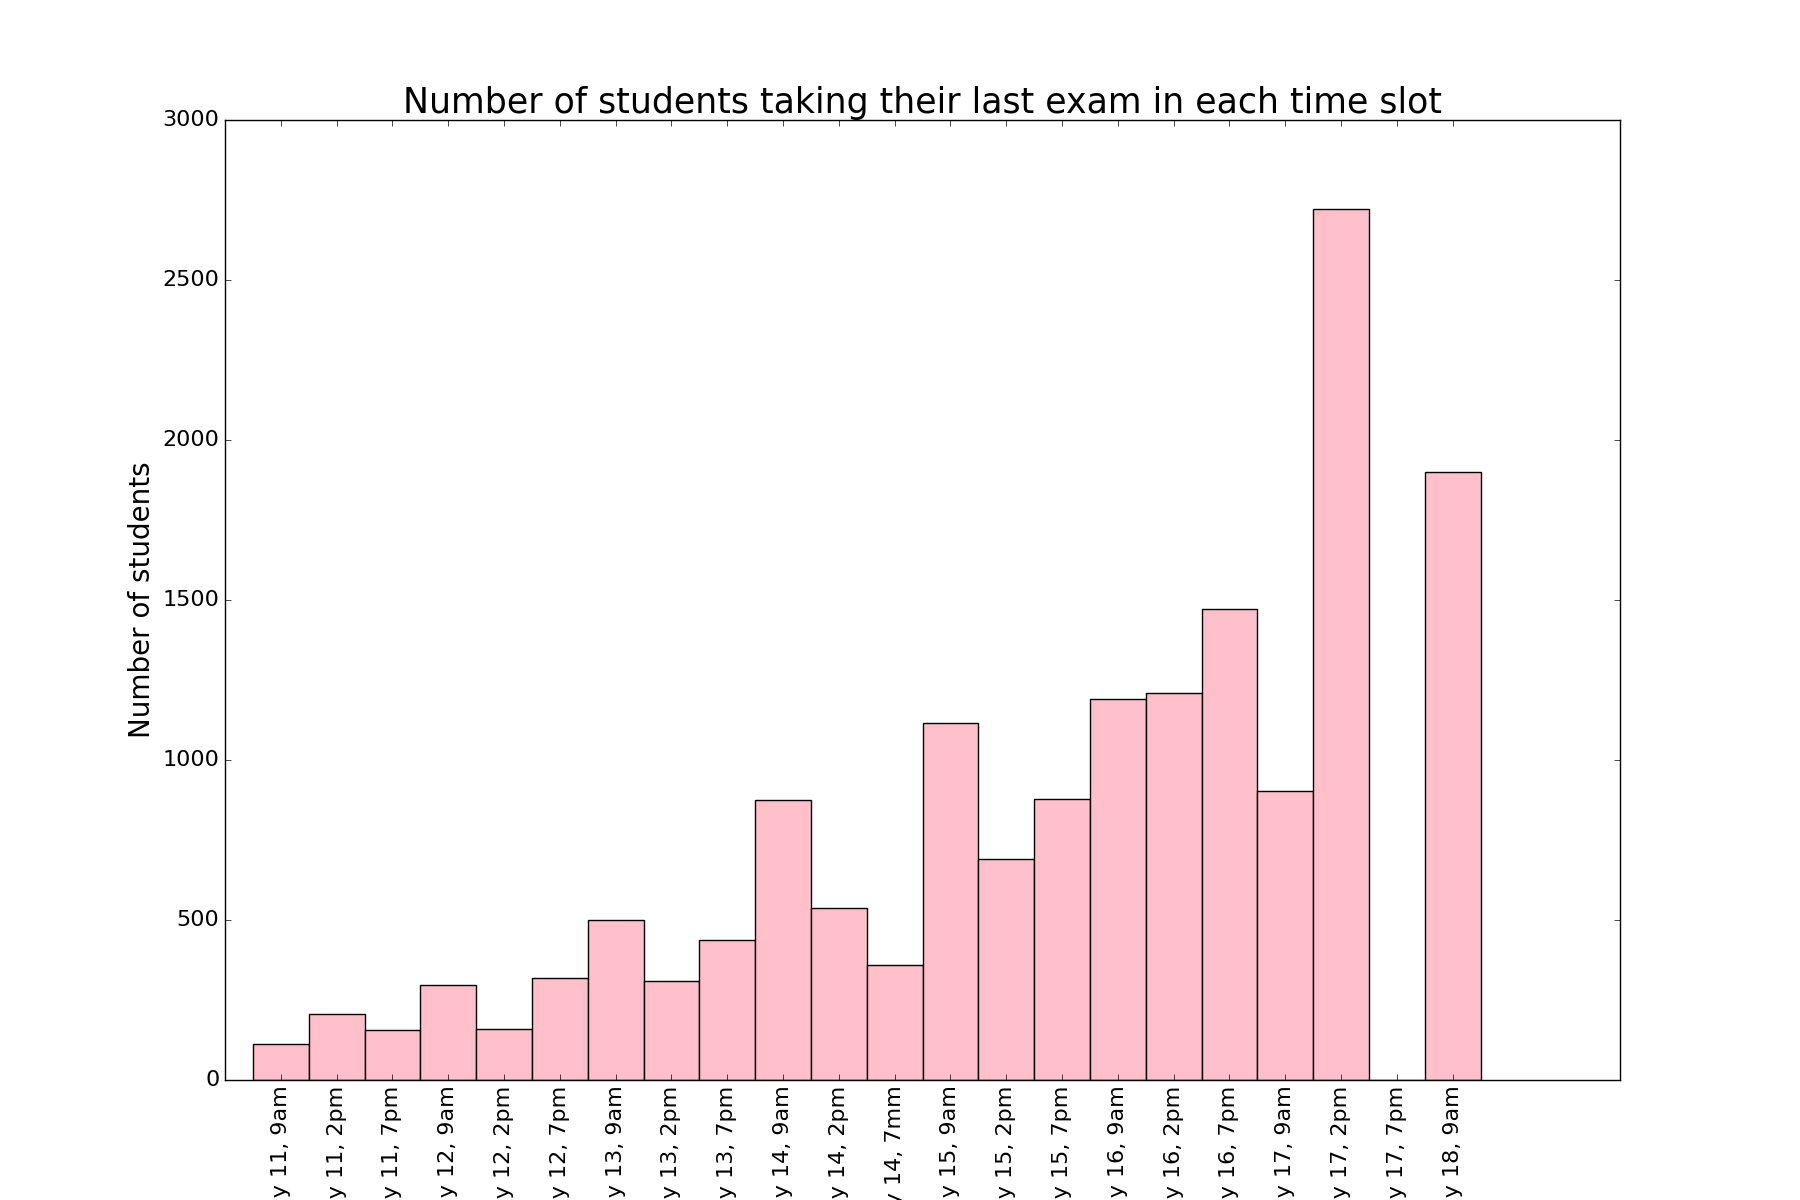 Number of students taking their last exam in each time slot
Number of students
3000
2500
2000
1500
1000
500
0
y 11, 9am
y 11, 2pm
y 11, 7pm
y 12, 9am
y 12, 2pm
y 12, 7pm
y 13, 9am
y 13, 2pm
y 13, 7pm
y 14, 9am
y 14, 2pm
y 14, 7mm
y 15, 9am
y 15, 2pm
y 15, 7pm
y 16, 9am
y 16, 2pm
y 16, 7pm
y 17, 9am
y 17, 2pm
y 17, 7pm
y 18, 9am